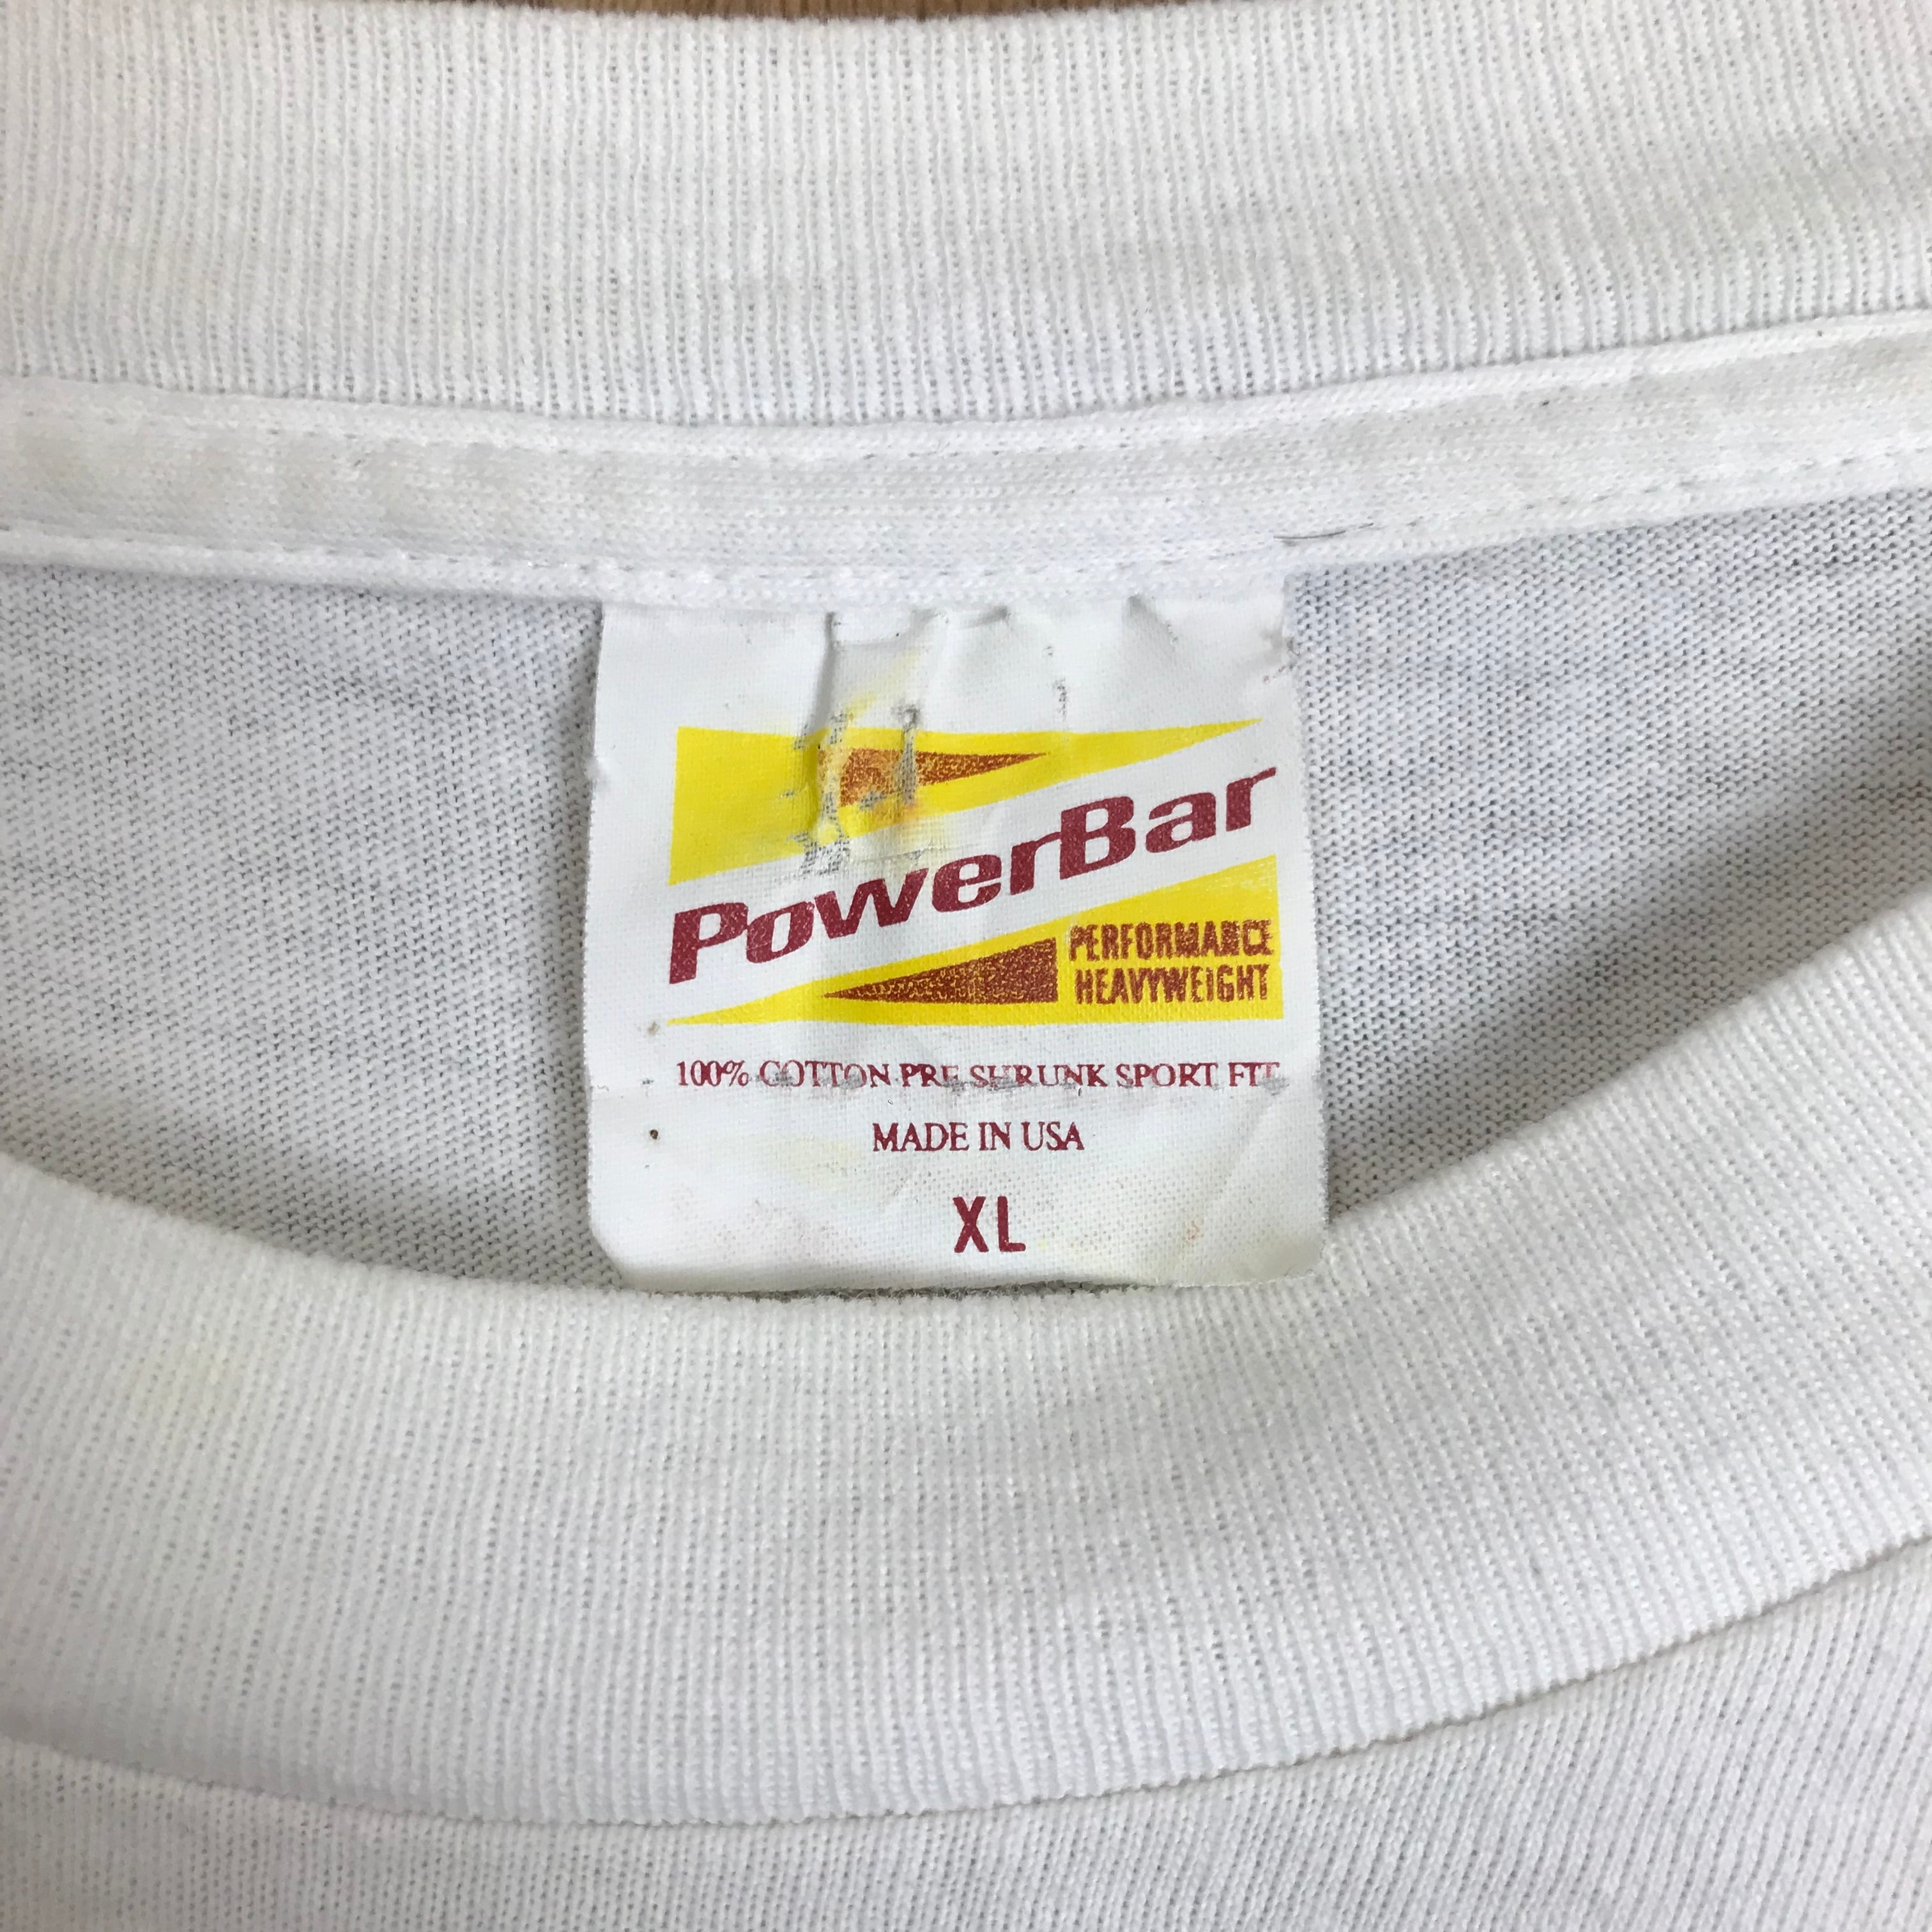 PowerBar
PERFORMANCE
HEAVYWEIGHT
100% COTTON PRE SHRUNK SPORT FIT
MADE IN USA
XL